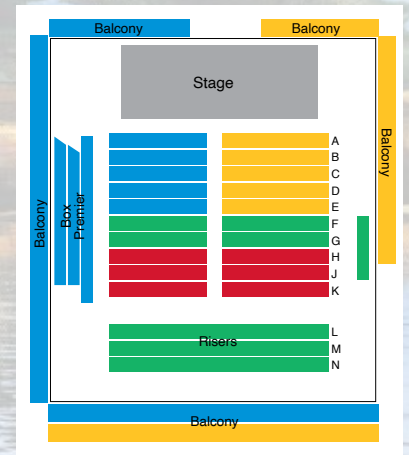 Balcony
Balcony
Stage
A
B
C
D
E
F
G
H
J
K
L
M
N
Balcony
Box
Premier
Balcony
Risers
Balcony